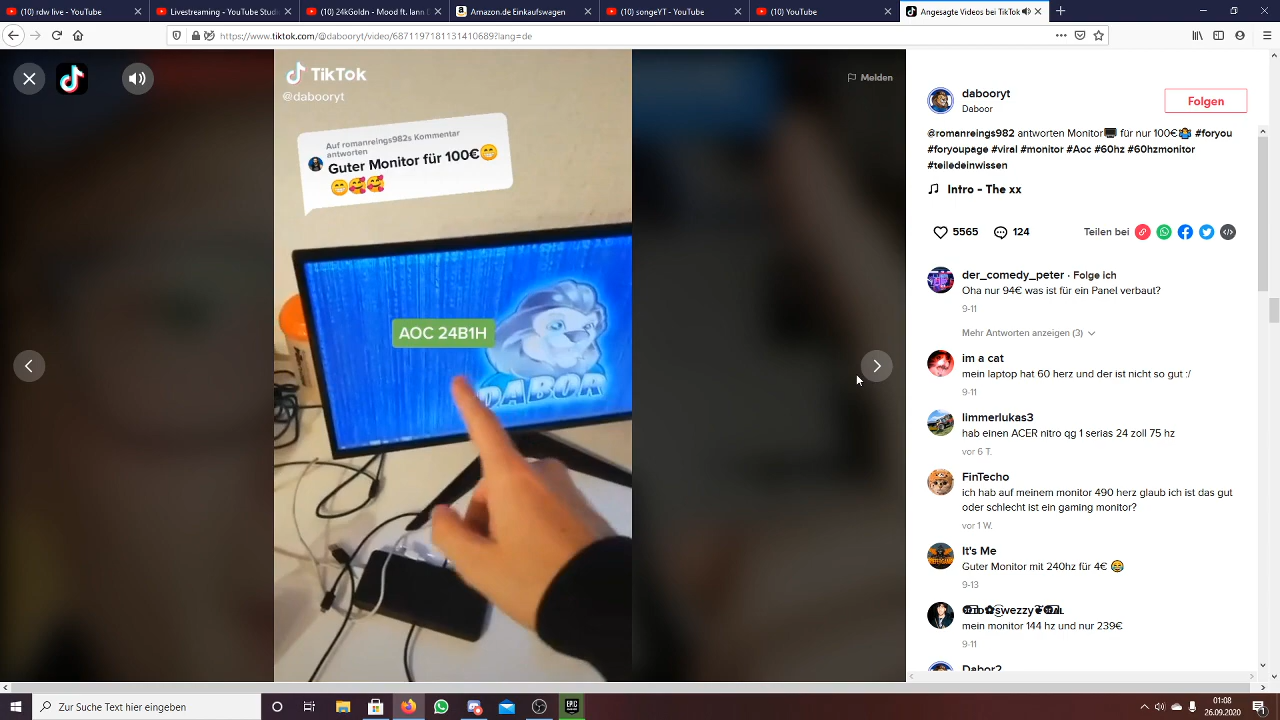 (10) rdw live - YouTube
Livestreaming - YouTube Stud
(10) 24kGoldn - Mood ft. Iann D
Amazon.de Einkaufswagen
(10) songeYT - YouTube
(10) YouTube
Angesagte Videos bei TikTok
https://www.tiktok.com/@dabooryt/video/6871197181131410689?lang=de
TikTok
@dabooryt
Melden
Auf romanreings982s Kommentar
antworten
Guter Monitor für 100€😁
😁🥰🥰
AOC 24B1H
DABOR
dabooryt
Daboor
Folgen
@romanreings982 antworten Monitor🖥️ für nur 100€🤷‍♂️ #foryou
#foryoupage #viral #monitor #Aoc #60hz #60hzmonitor
#teiledeinwissen
Intro - The xx
5565
124
Teilen bei
der_comedy_peter · Folge ich
Oha nur 94€ was ist für ein Panel verbaut?
9-11
Mehr Antworten anzeigen (3)
im a cat
mein laptop hat 60 herz und der ist nicht so gut :/
9-11
limmerlukas3
hab einen ACER nitro qg 1 serias 24 zoll 75 hz
vor 6 T.
FinTecho
ich hab auf meinem monitor 490 herz glaub ich ist das gut
oder schlecht ist ein gaming monitor?
vor 1 W.
It's Me
Guter Monitor mit 240hz für 4€ 😂
9-13
mein monitor 144 hz und nur 239€
9-11
Dabor2
Zur Suche Text hier eingeben
EPIC
01:08
26.09.2020